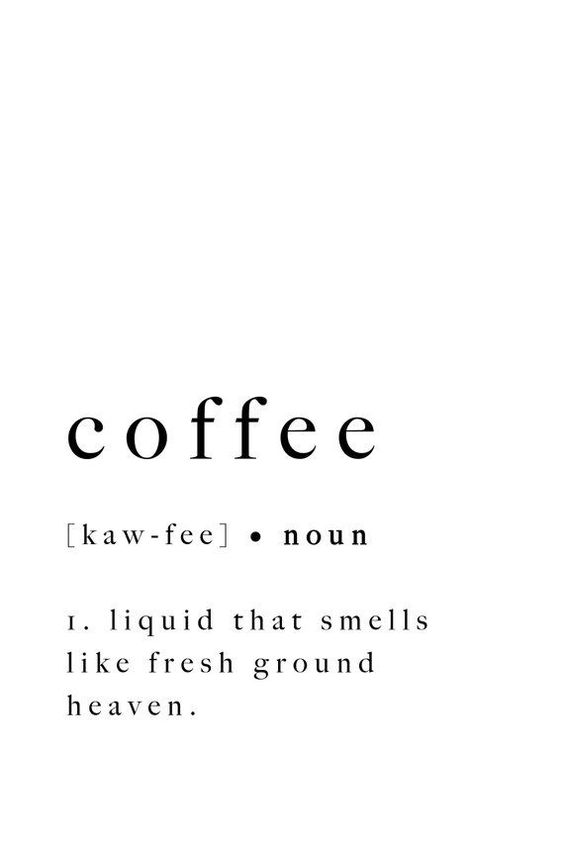 coffee
[kaw-fee] • noun
1. liquid that smells
like fresh ground
heaven.